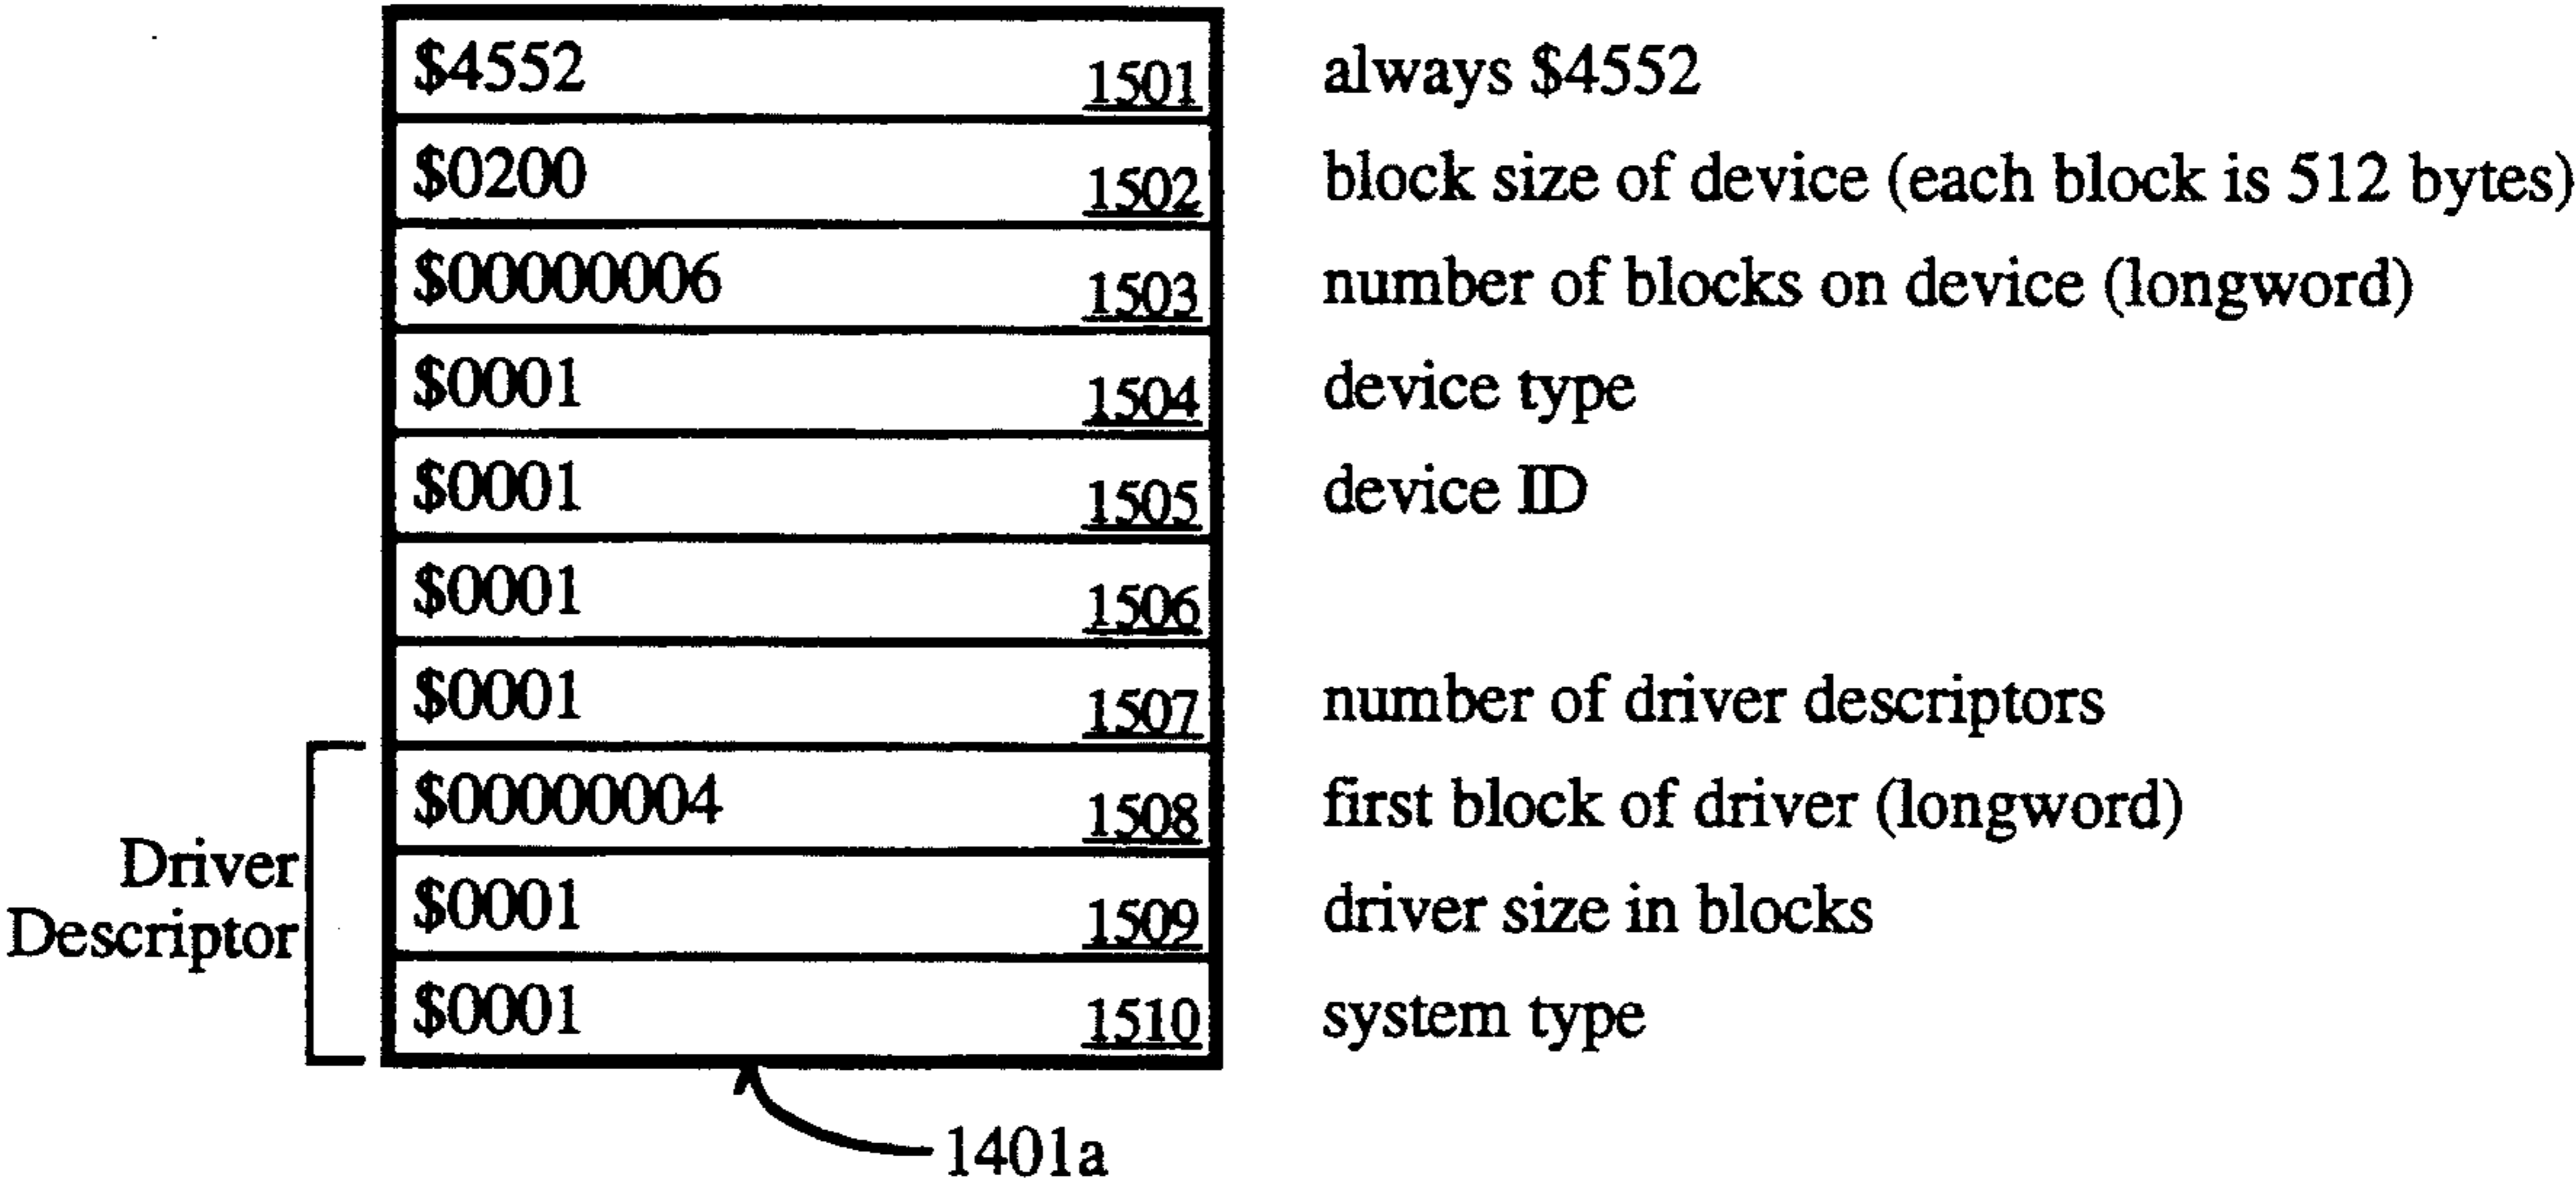 $4552 1501 always $4552
$0200 1502 block size of device (each block is 512 bytes)
$00000006 1503 number of blocks on device (longword)
$0001 1504 device type
$0001 1505 device ID
$0001 1506
$0001 1507 number of driver descriptors
$00000004 1508 first block of driver (longword)
Driver
Descriptor
$0001 1509 driver size in blocks
$0001 1510 system type
1401a